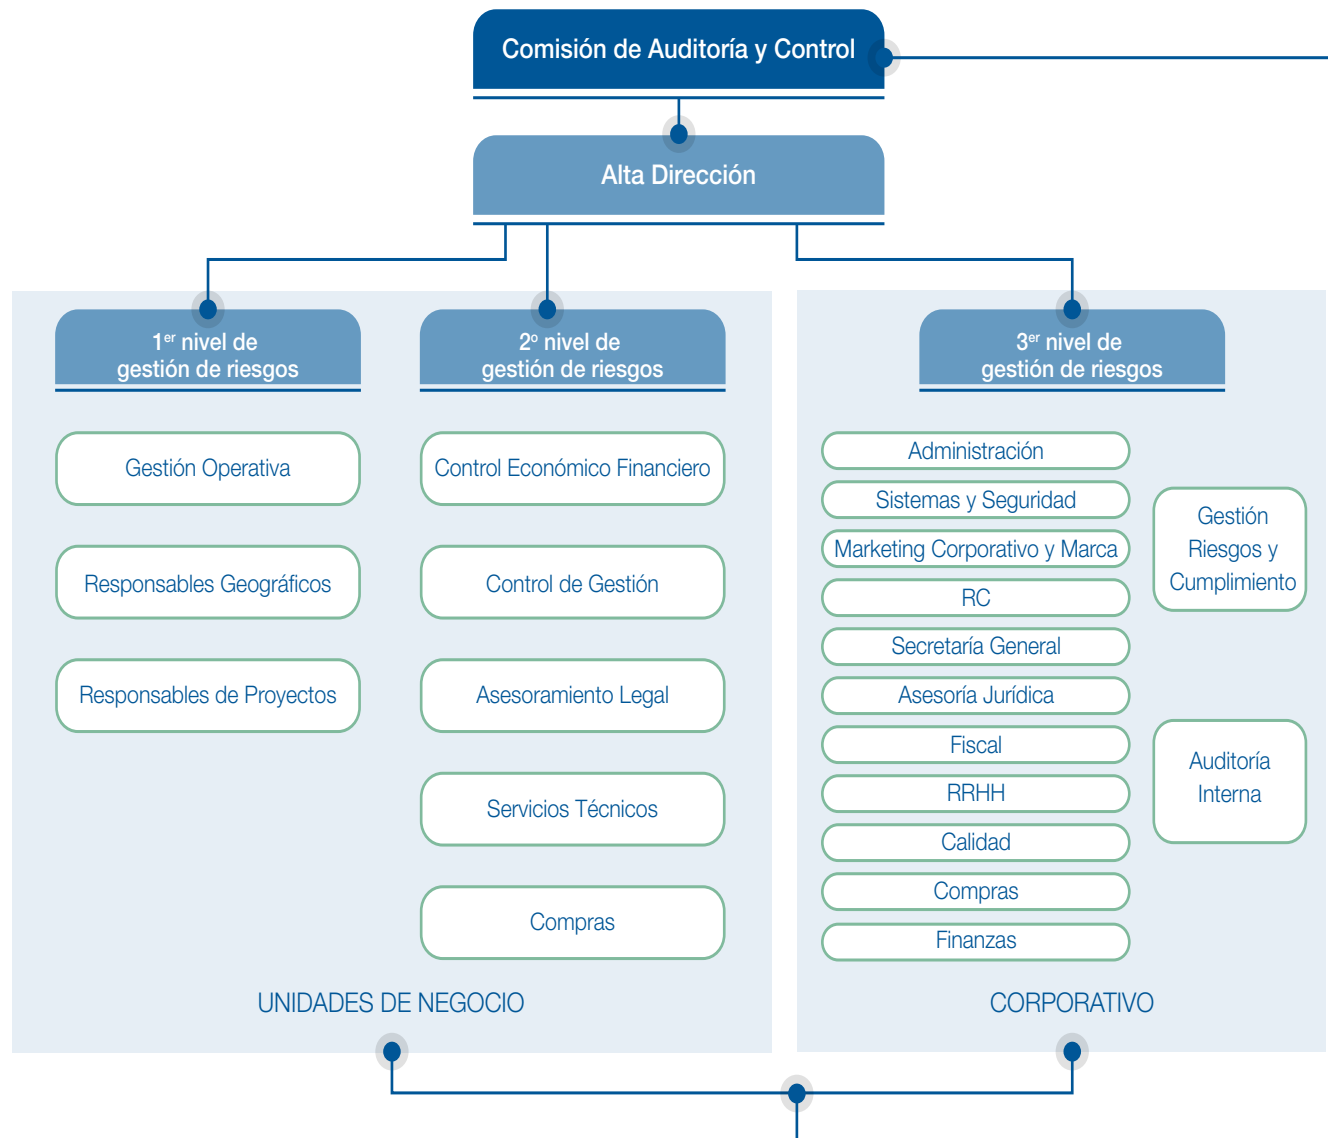 Comisión de Auditoría y Control
Alta Dirección
1er nivel de
gestión de riesgos
Gestión Operativa
Responsables Geográficos
Responsables de Proyectos
2º nivel de
gestión de riesgos
Control Económico Financiero
Control de Gestión
Asesoramiento Legal
Servicios Técnicos
Compras
UNIDADES DE NEGOCIO
3er nivel de
gestión de riesgos
Administración
Sistemas y Seguridad
Marketing Corporativo y Marca
RC
Secretaría General
Asesoría Jurídica
Fiscal
RRHH
Calidad
Compras
Finanzas
Gestión
Riesgos y
Cumplimiento
Auditoría
Interna
CORPORATIVO